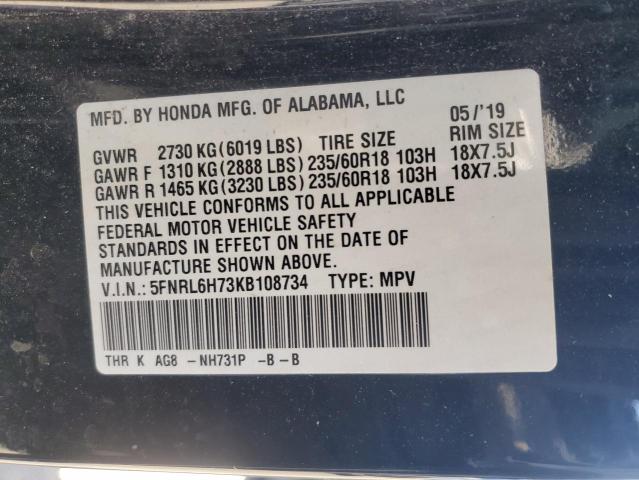 MFD. BY HONDA MFG. OF ALABAMA, LLC 05/'19
GVWR 2730 KG(6019 LBS) TIRE SIZE RIM SIZE
GAWR F 1310 KG(2888 LBS) 235/60R18 103H 18X7.5J
GAWR R 1465 KG(3230 LBS) 235/60R18 103H 18X7.5J
THIS VEHICLE CONFORMS TO ALL APPLICABLE
FEDERAL MOTOR VEHICLE SAFETY
STANDARDS IN EFFECT ON THE DATE OF
MANUFACTURE SHOWN ABOVE.
V.I.N.: 5FNRL6H73KB108734 TYPE: MPV
THR K AG8 -NH731P -B-B